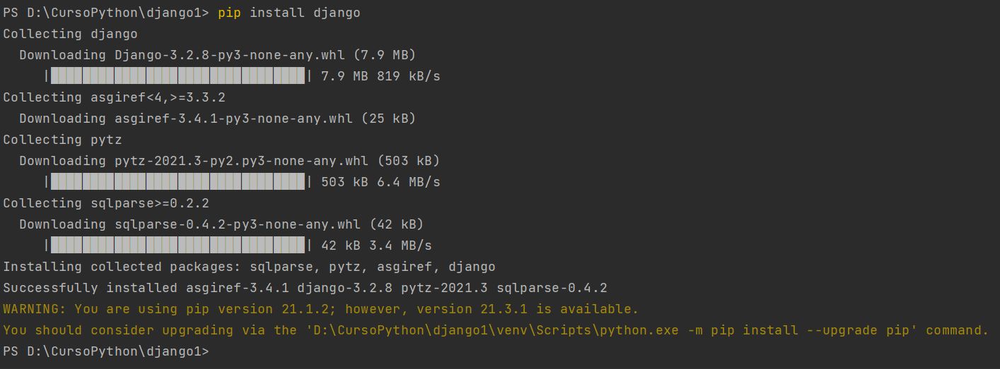 PS D:\CursoPython\django1> pip install django
Collecting django
  Downloading Django-3.2.8-py3-none-any.whl (7.9 MB)
     |████████████████████████████████| 7.9 MB 819 kB/s
Collecting asgiref<4,>=3.3.2
  Downloading asgiref-3.4.1-py3-none-any.whl (25 kB)
Collecting pytz
  Downloading pytz-2021.3-py2.py3-none-any.whl (503 kB)
     |████████████████████████████████| 503 kB 6.4 MB/s
Collecting sqlparse>=0.2.2
  Downloading sqlparse-0.4.2-py3-none-any.whl (42 kB)
     |████████████████████████████████| 42 kB 3.4 MB/s
Installing collected packages: sqlparse, pytz, asgiref, django
Successfully installed asgiref-3.4.1 django-3.2.8 pytz-2021.3 sqlparse-0.4.2
WARNING: You are using pip version 21.1.2; however, version 21.3.1 is available.
You should consider upgrading via the 'D:\CursoPython\django1\venv\Scripts\python.exe -m pip install --upgrade pip' command.
PS D:\CursoPython\django1>